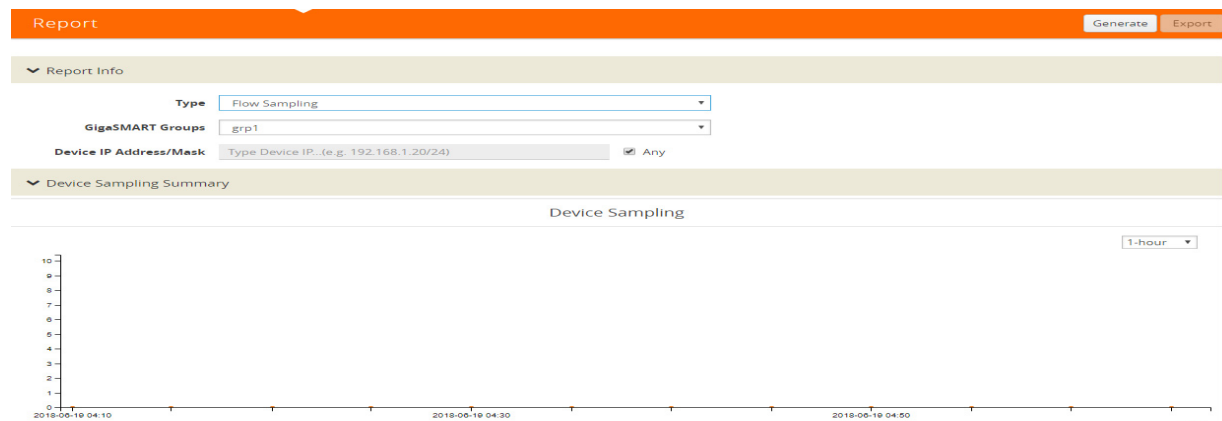 Report
Generate
Export
Report Info
Type
Flow Sampling
GigaSMART Groups
grp1
Device IP Address/Mask
Type Device IP...(e.g. 192.168.1.20/24)
Any
Device Sampling Summary
Device Sampling
1-hour
10
9
8
7
6
5
4
3
2
1
0
2018-06-19 04:10
2018-06-19 04:30
2018-06-19 04:50